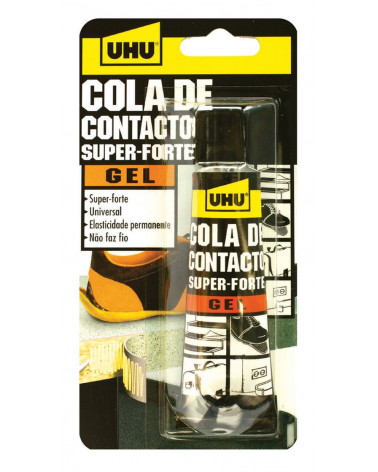 UHU
COLA DE
CONTACTO
SUPER-FORTE
GEL
• Super-forte
• Universal
• Elasticidade permanente
• Não faz fio
UHU
COLA DE
CONTACTO
SUPER-FORTE
GEL